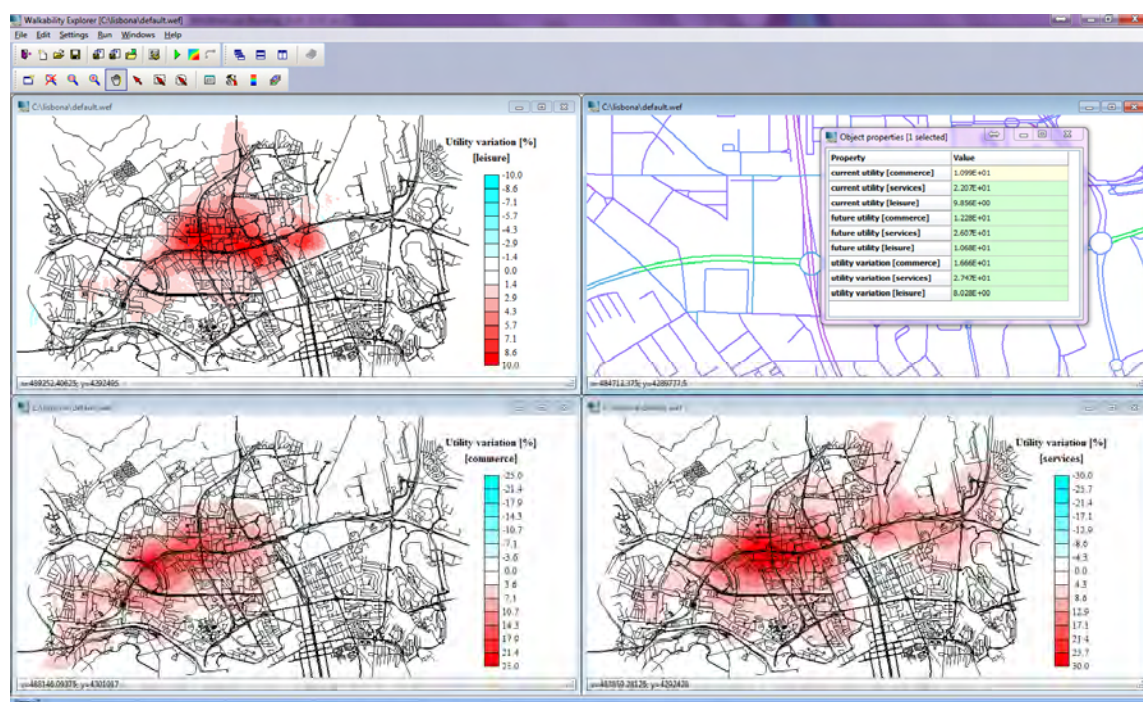 Walkability Explorer [C:\lisbona\default.wef]
File Edit Settings Run Windows Help
C:\lisbona\default.wef
Utility variation [%]
[leisure]
-10.0
-8.6
-7.1
-5.7
-4.3
-2.9
-1.4
0.0
1.4
2.9
4.3
5.7
7.1
8.6
10.0
x=489252.40625; y=4292495
C:\lisbona\default.wef
Object properties [1 selected]
Property Value
current utility [commerce] 1.099E+01
current utility [services] 2.207E+01
current utility [leisure] 9.856E+00
future utility [commerce] 1.228E+01
future utility [services] 2.607E+01
future utility [leisure] 1.068E+01
utility variation [commerce] 1.666E+01
utility variation [services] 2.747E+01
utility variation [leisure] 8.028E+00
x=484712.375; y=4289777.5
Utility variation [%]
[commerce]
-25.0
-21.4
-17.9
-14.3
-10.7
-7.1
-3.6
0.0
3.6
7.1
10.7
14.3
17.9
21.4
25.0
Utility variation [%]
[services]
-30.0
-25.7
-21.4
-17.1
-12.9
-8.6
-4.3
0.0
4.3
8.6
12.9
17.1
21.4
25.7
30.0